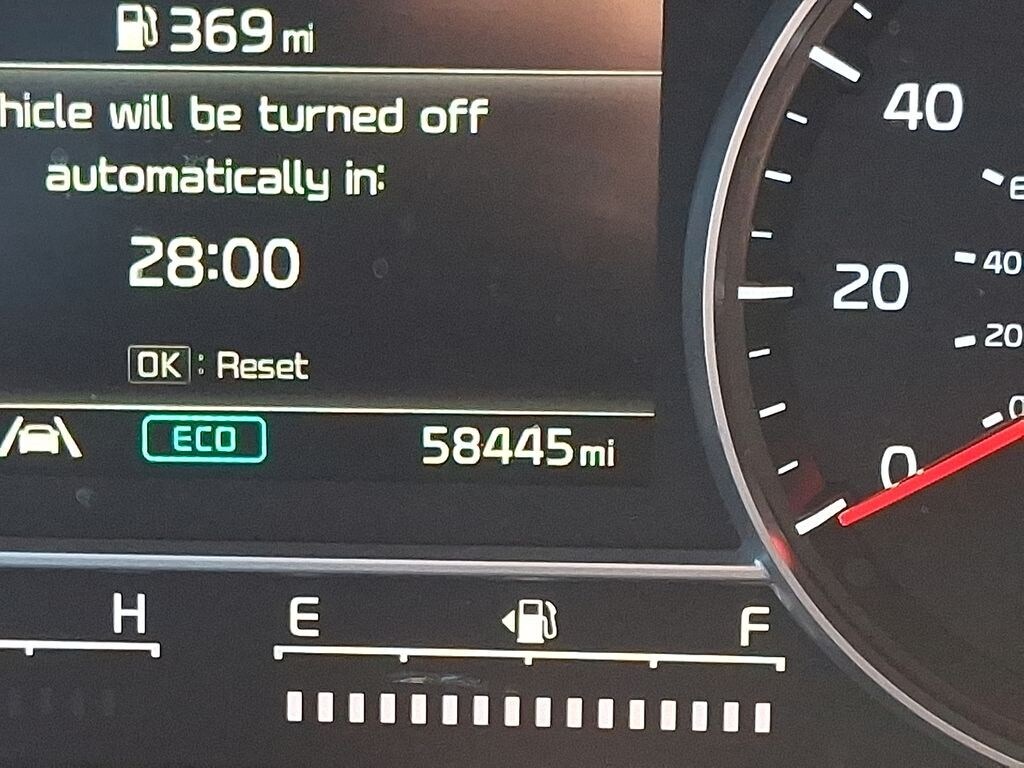 369 mi
hicle will be turned off
automatically in:
28:00
OK : Reset
ECO
58445 mi
H
E
F
40
20
0
40
20
0